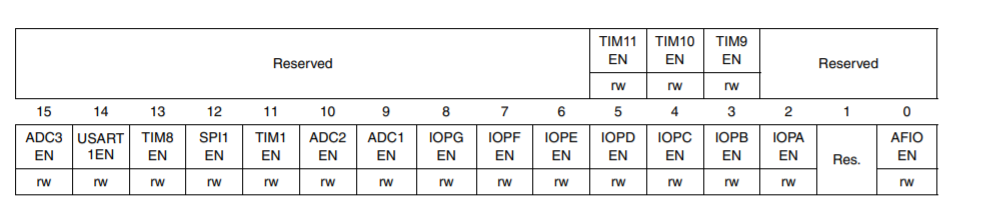 TIM11 TIM10 TIM9
Reserved EN EN EN Reserved
rw rw rw
15 14 13 12 11 10 9 8 7 6 5 4 3 2 1 0
ADC3 USART TIM8 SPI1 TIM1 ADC2 ADC1 IOPG IOPF IOPE IOPD IOPC IOPB IOPA Res. AFIO
EN 1EN EN EN EN EN EN EN EN EN EN EN EN EN EN
rw rw rw rw rw rw rw rw rw rw rw rw rw rw rw